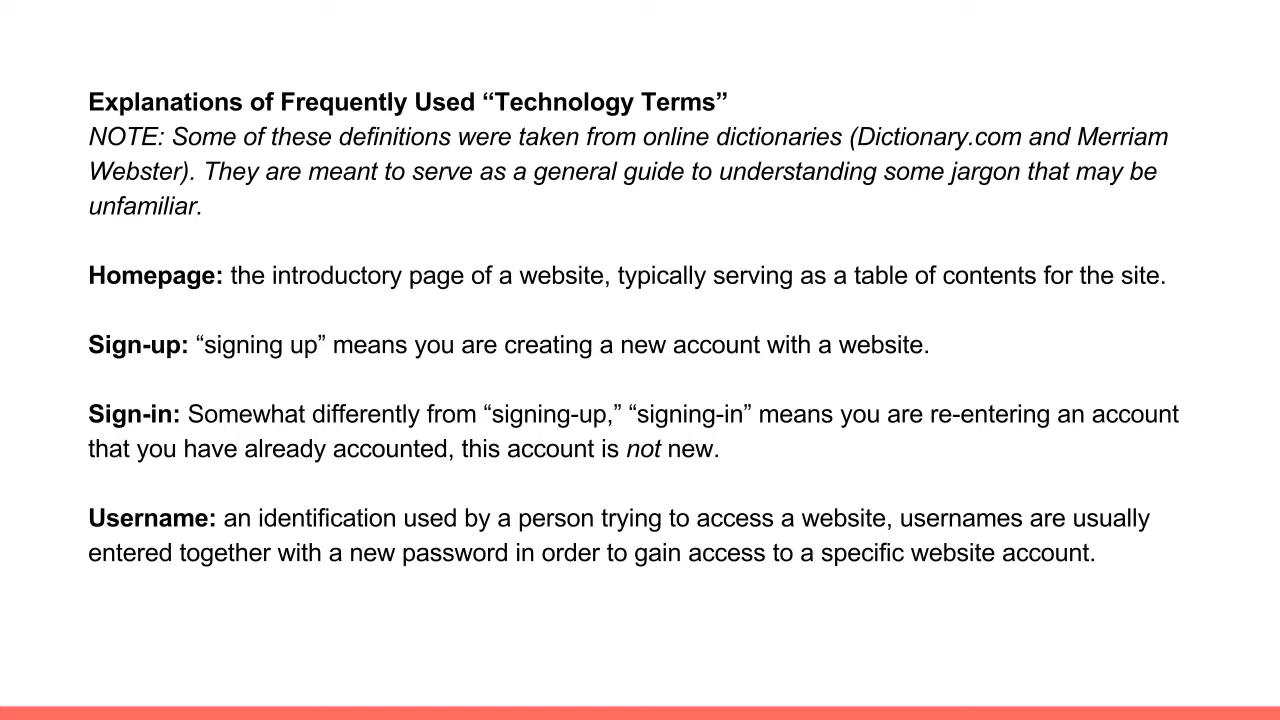 Explanations of Frequently Used “Technology Terms”
NOTE: Some of these definitions were taken from online dictionaries (Dictionary.com and Merriam
Webster). They are meant to serve as a general guide to understanding some jargon that may be
unfamiliar.
Homepage: the introductory page of a website, typically serving as a table of contents for the site.
Sign-up: “signing up” means you are creating a new account with a website.
Sign-in: Somewhat differently from “signing-up,” “signing-in” means you are re-entering an account
that you have already accounted, this account is not new.
Username: an identification used by a person trying to access a website, usernames are usually
entered together with a new password in order to gain access to a specific website account.